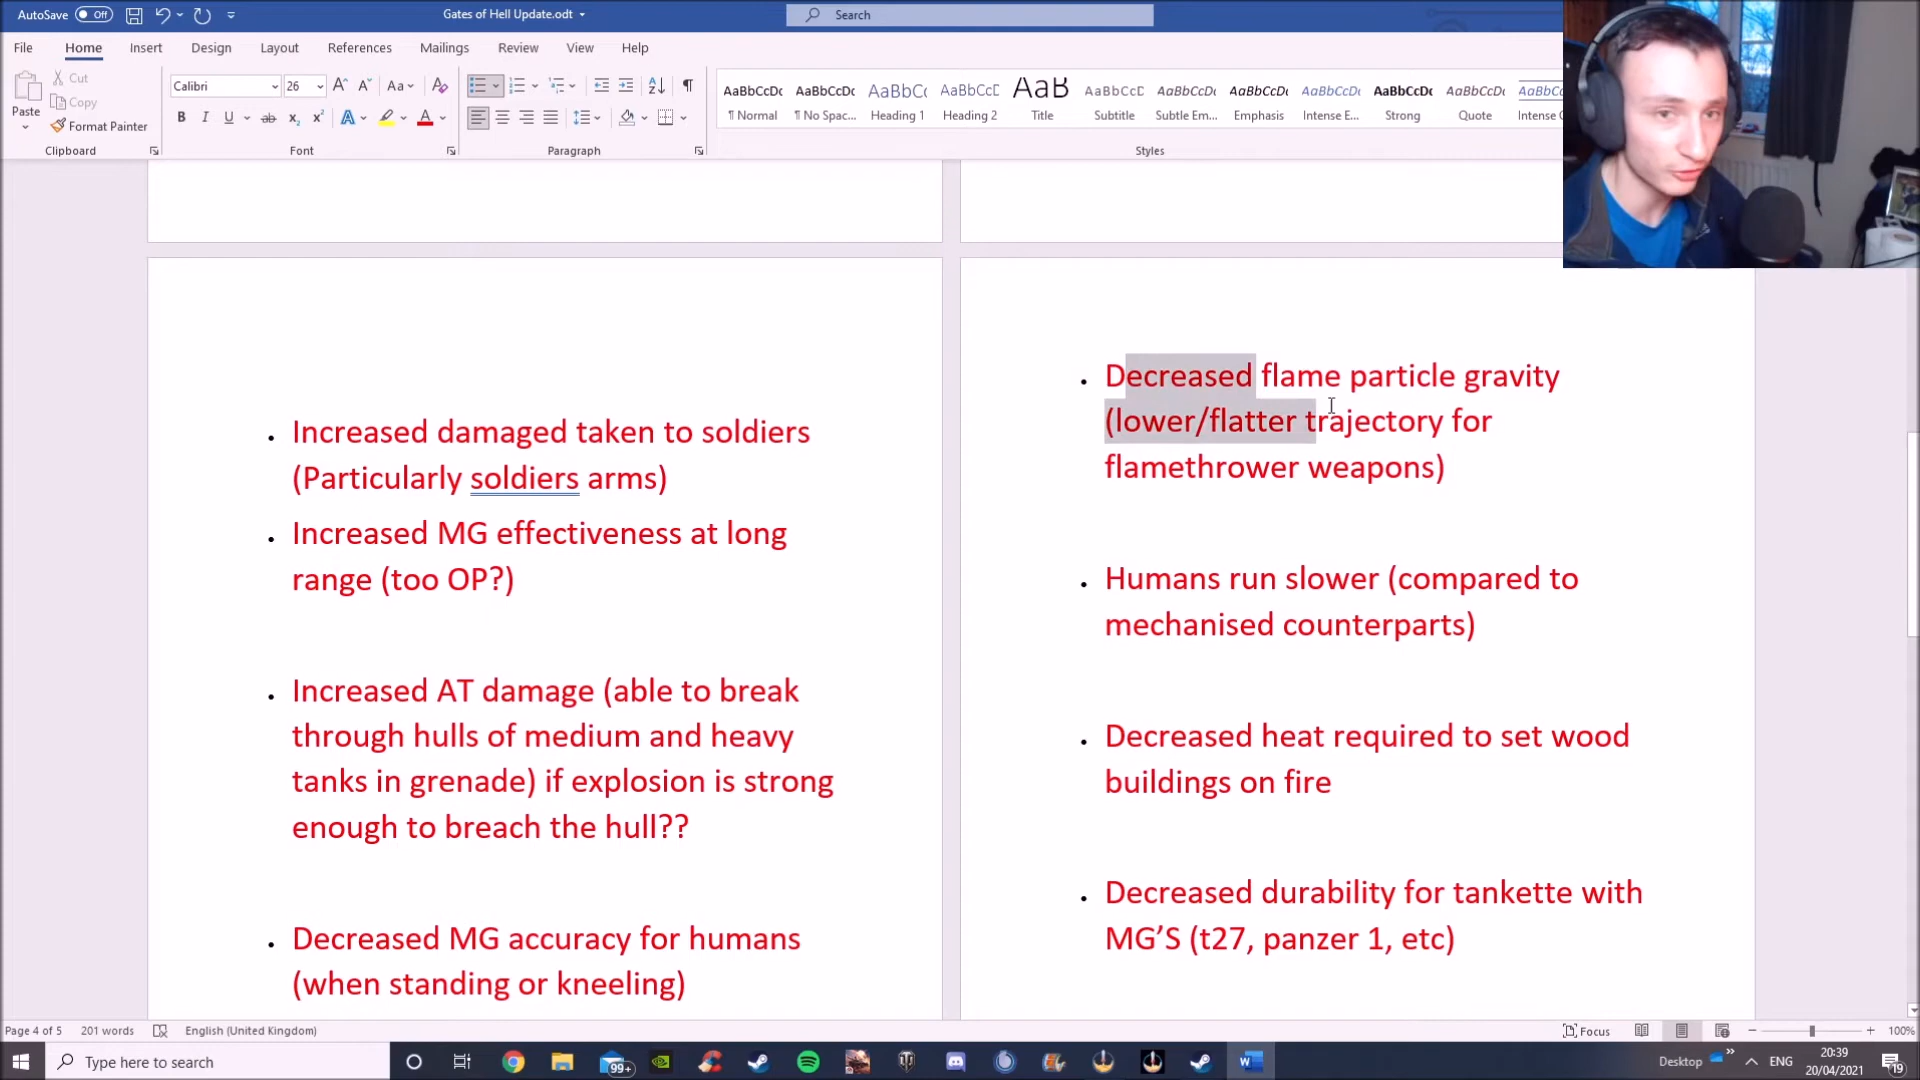 AutoSave Off
Gates of Hell Update.odt
Search
File Home Insert Design Layout References Mailings Review View Help
Paste
Cut
Copy
Format Painter
Clipboard
Calibri 26
Font
Paragraph
AaBbCcDc AaBbCcDc AaBbC( AaBbCcC AaB AaBbCcC AaBbCcDc AaBbCcDc AaBbCcDc AaBbCcDc AaBbCcDc AaBbC
¶ Normal ¶ No Spac... Heading 1 Heading 2 Title Subtitle Subtle Em... Emphasis Intense E... Strong Quote Intense
Styles
• Increased damaged taken to soldiers
(Particularly soldiers arms)
• Increased MG effectiveness at long
range (too OP?)
• Increased AT damage (able to break
through hulls of medium and heavy
tanks in grenade) if explosion is strong
enough to breach the hull??
• Decreased MG accuracy for humans
(when standing or kneeling)
• Decreased flame particle gravity
(lower/flatter trajectory for
flamethrower weapons)
• Humans run slower (compared to
mechanised counterparts)
• Decreased heat required to set wood
buildings on fire
• Decreased durability for tankette with
MG’S (t27, panzer 1, etc)
Page 4 of 5 201 words English (United Kingdom)
Focus
100%
Type here to search
99+
Desktop
ENG
20:39
20/04/2021
19